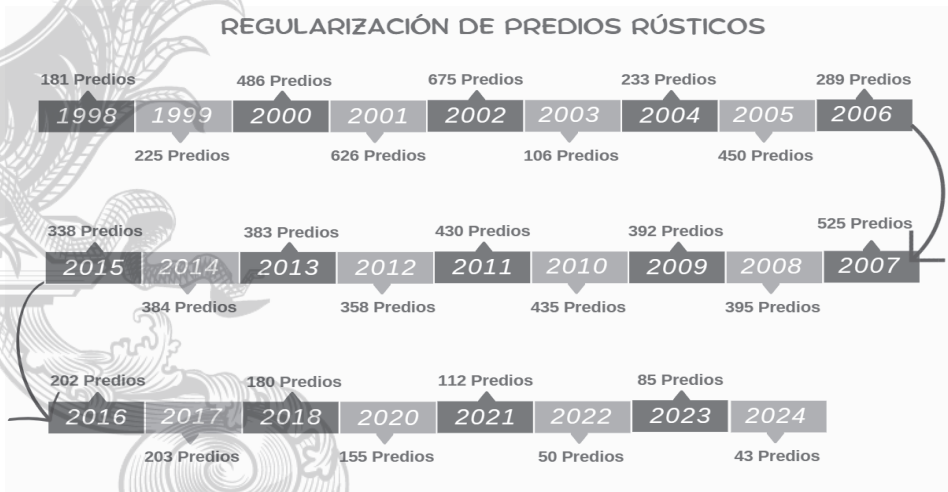 REGULARIZACIÓN DE PREDIOS RÚSTICOS
181 Predios 486 Predios 675 Predios 233 Predios 289 Predios
1998 1999 2000 2001 2002 2003 2004 2005 2006
225 Predios 626 Predios 106 Predios 450 Predios
338 Predios 383 Predios 430 Predios 392 Predios 525 Predios
2015 2014 2013 2012 2011 2010 2009 2008 2007
384 Predios 358 Predios 435 Predios 395 Predios
202 Predios 180 Predios 112 Predios 85 Predios
2016 2017 2018 2020 2021 2022 2023 2024
203 Predios 155 Predios 50 Predios 43 Predios